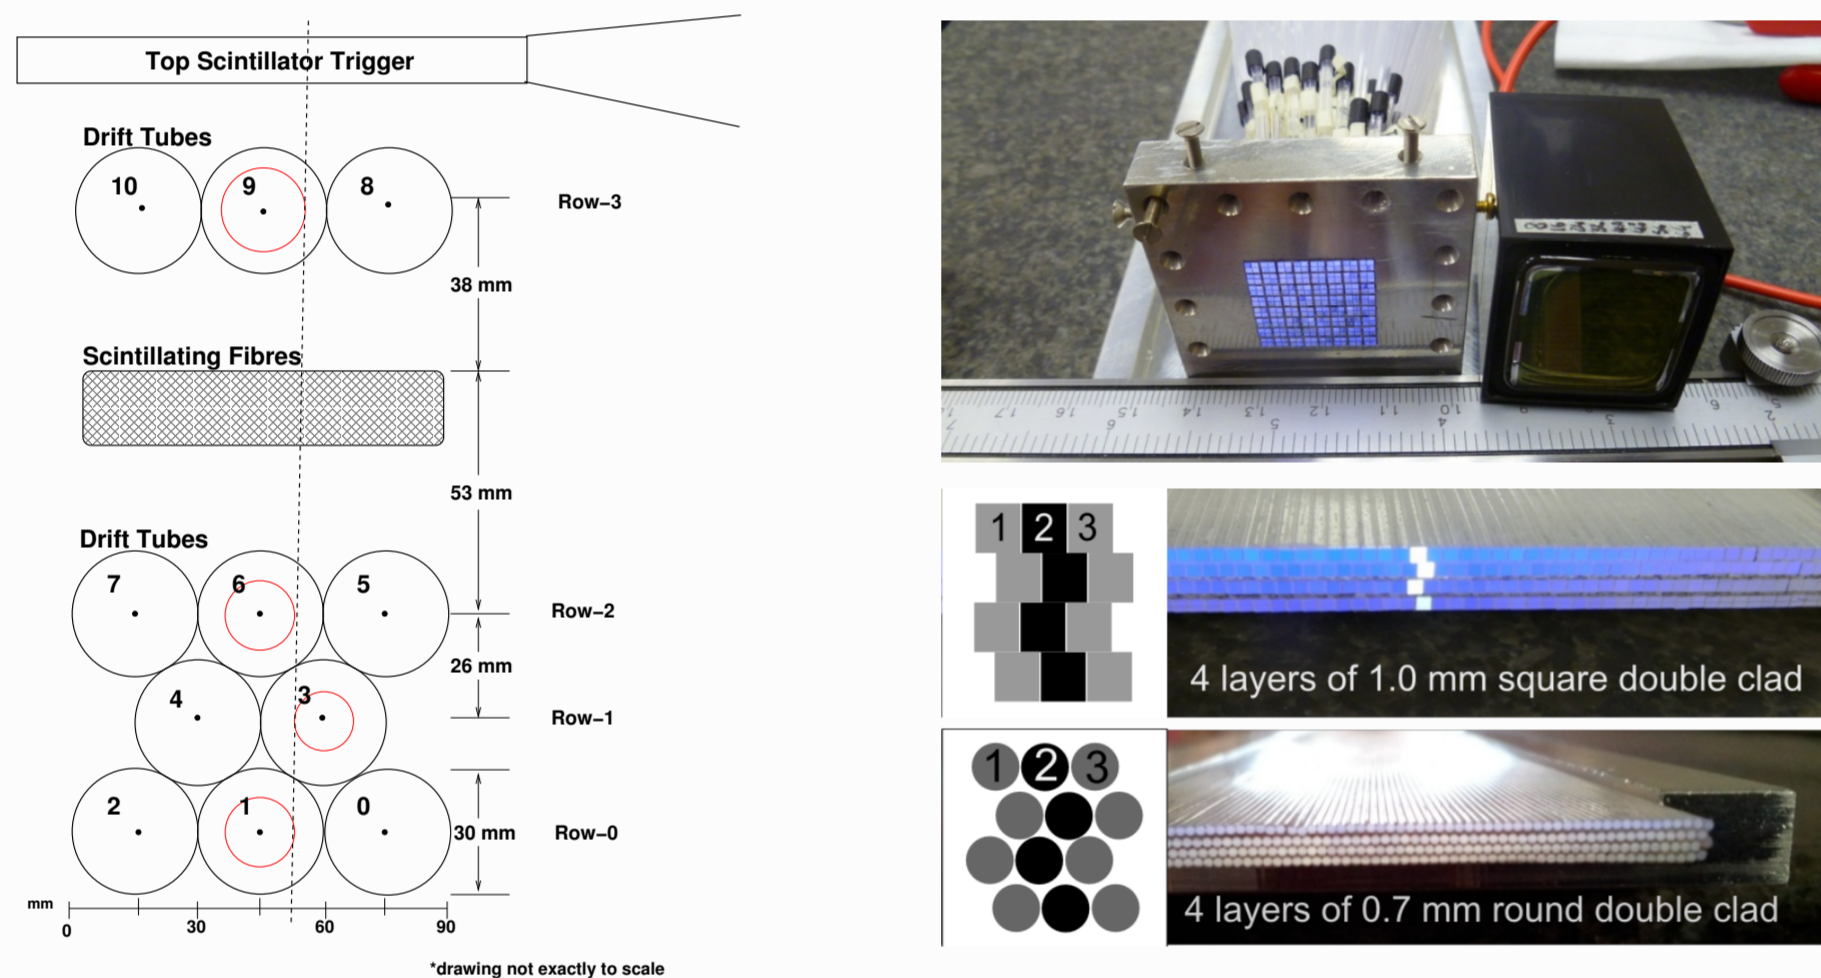 Top Scintillator Trigger
Drift Tubes
10
9
8
Row–3
38 mm
Scintillating Fibres
53 mm
Drift Tubes
7
6
5
Row–2
26 mm
4
3
Row–1
2
1
0
30 mm
Row–0
mm
0
30
60
90
*drawing not exactly to scale
1 2 3
4 layers of 1.0 mm square double clad
1 2 3
4 layers of 0.7 mm round double clad